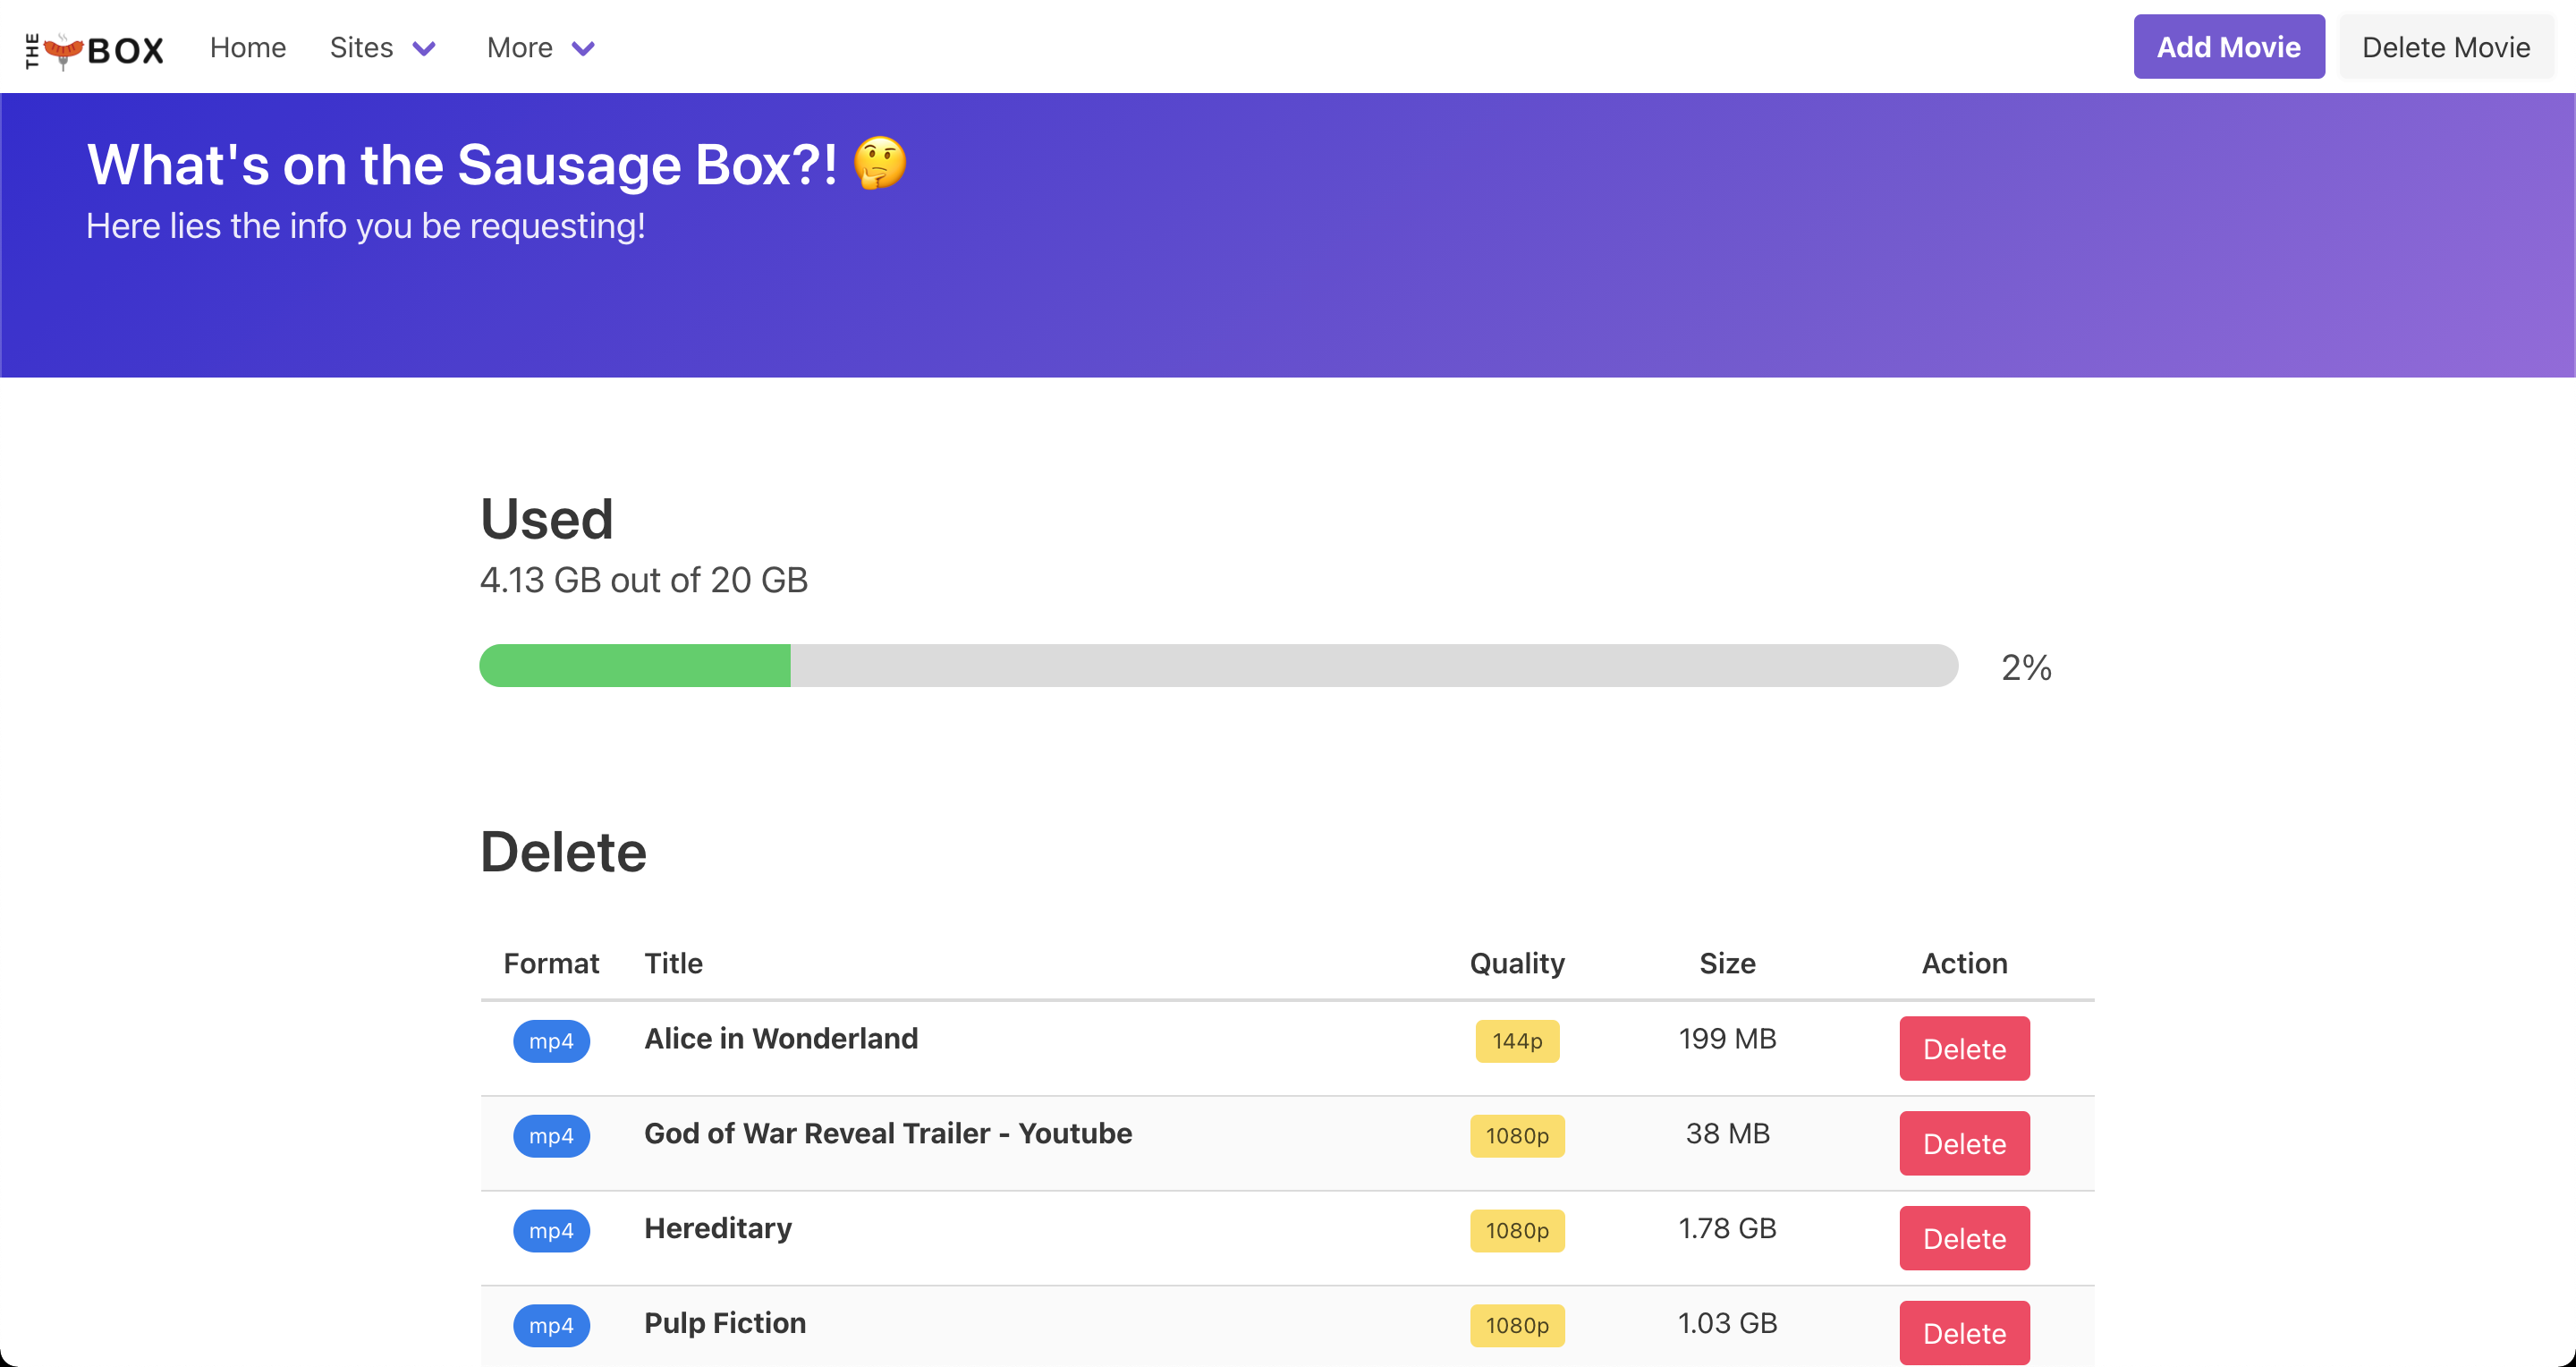 THE BOX Home Sites More Add Movie Delete Movie
What's on the Sausage Box?! 🤔
Here lies the info you be requesting!
Used
4.13 GB out of 20 GB
2%
Delete
Format Title Quality Size Action
mp4 Alice in Wonderland 144p 199 MB Delete
mp4 God of War Reveal Trailer - Youtube 1080p 38 MB Delete
mp4 Hereditary 1080p 1.78 GB Delete
mp4 Pulp Fiction 1080p 1.03 GB Delete